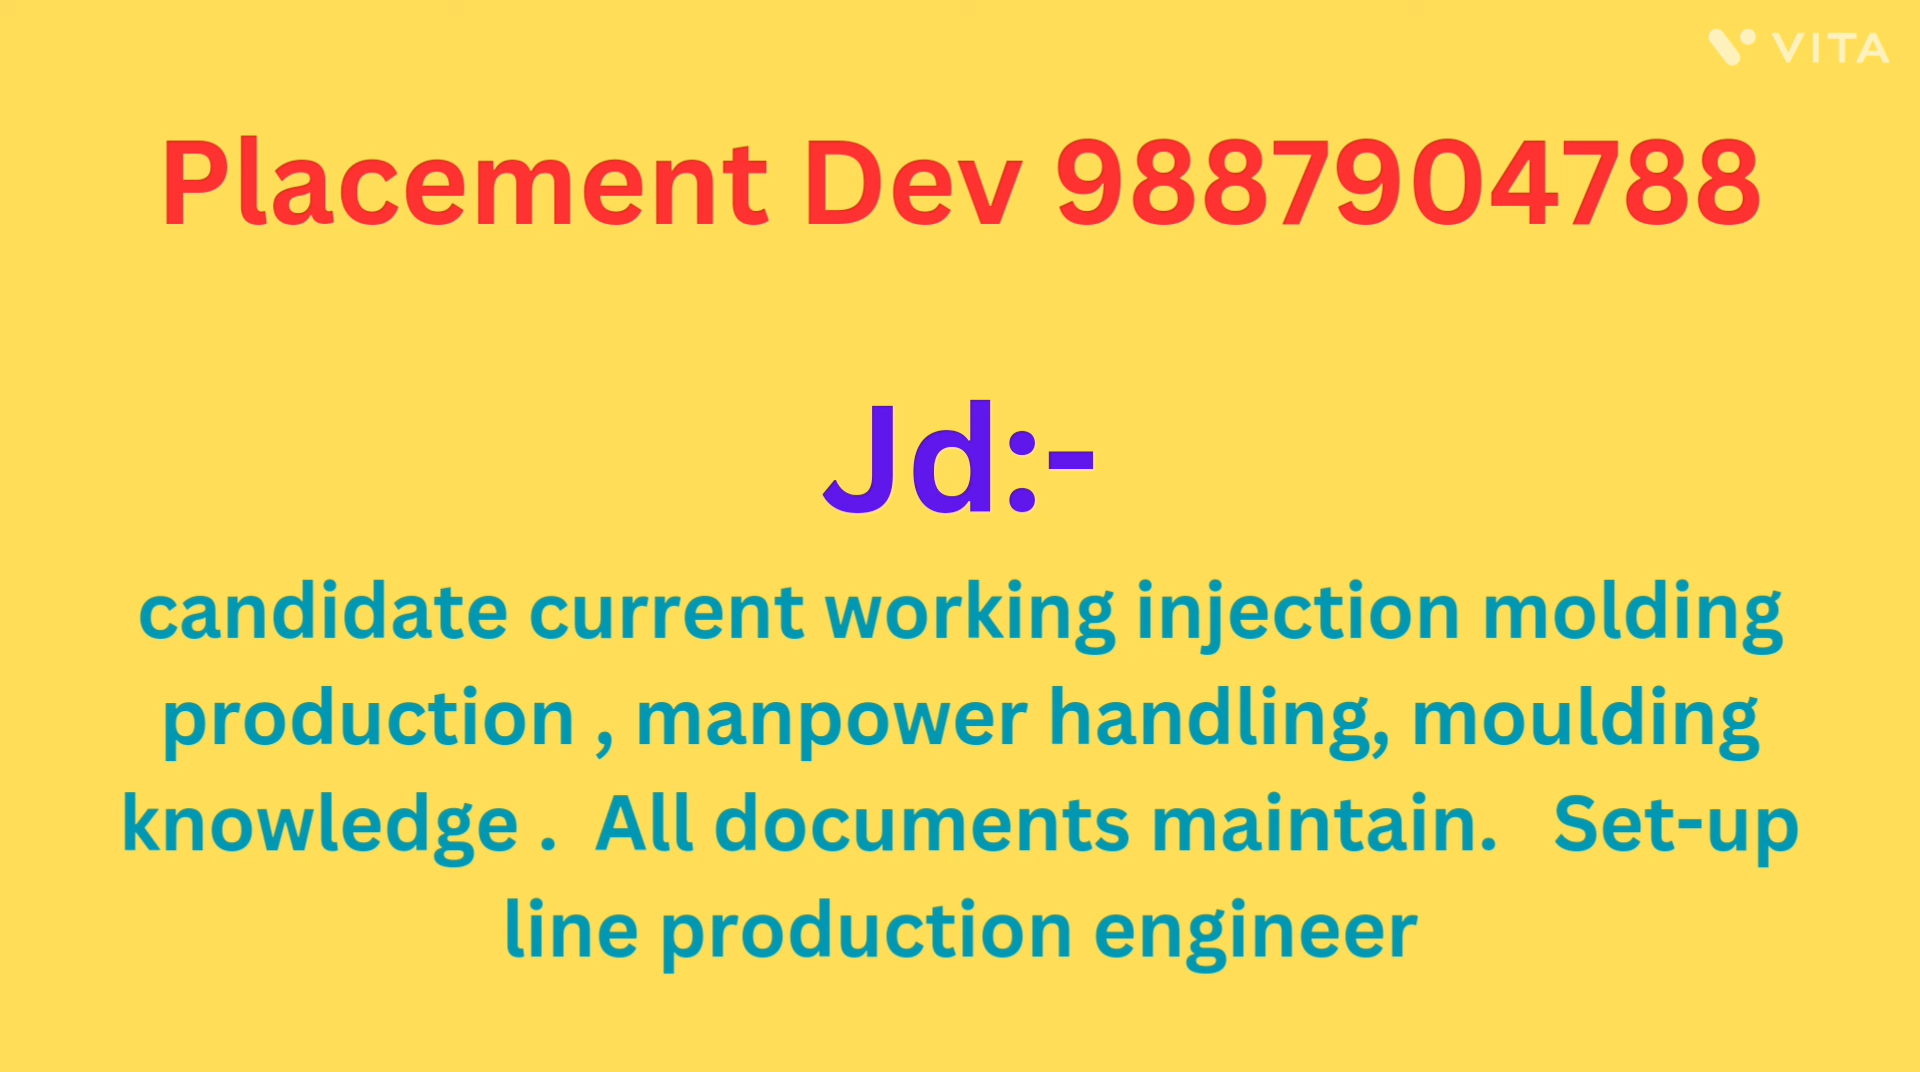 VITA
Placement Dev 9887904788
Jd:-
candidate current working injection molding
production , manpower handling, moulding
knowledge .  All documents maintain.   Set-up
line production engineer